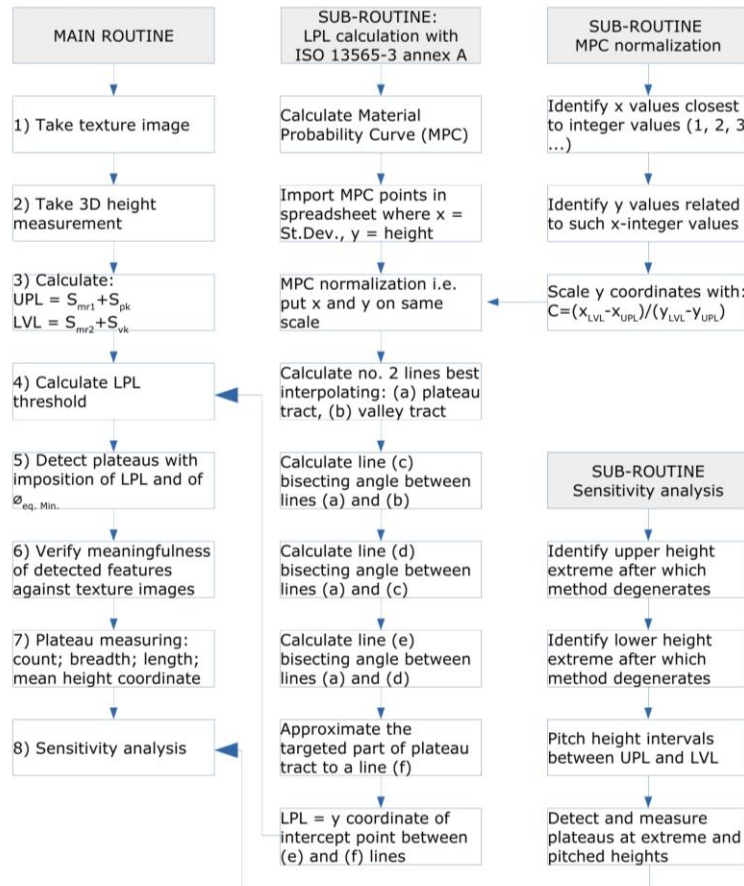 MAIN ROUTINE
1) Take texture image
2) Take 3D height
measurement
3) Calculate:
UPL = Smr1+Spk
LVL = Smr2+Svk
4) Calculate LPL
threshold
5) Detect plateaus with
imposition of LPL and of
øeq. Min.
6) Verify meaningfulness
of detected features
against texture images
7) Plateau measuring:
count; breadth; length;
mean height coordinate
8) Sensitivity analysis
SUB-ROUTINE:
LPL calculation with
ISO 13565-3 annex A
Calculate Material
Probability Curve (MPC)
Import MPC points in
spreadsheet where x =
St.Dev., y = height
MPC normalization i.e.
put x and y on same
scale
Calculate no. 2 lines best
interpolating: (a) plateau
tract, (b) valley tract
Calculate line (c)
bisecting angle between
lines (a) and (b)
Calculate line (d)
bisecting angle between
lines (a) and (c)
Calculate line (e)
bisecting angle between
lines (a) and (d)
Approximate the
targeted part of plateau
tract to a line (f)
LPL = y coordinate of
intercept point between
(e) and (f) lines
SUB-ROUTINE
MPC normalization
Identify x values closest
to integer values (1, 2, 3
...)
Identify y values related
to such x-integer values
Scale y coordinates with:
C=(xLVL-xUPL)/(yLVL-yUPL)
SUB-ROUTINE
Sensitivity analysis
Identify upper height
extreme after which
method degenerates
Identify lower height
extreme after which
method degenerates
Pitch height intervals
between UPL and LVL
Detect and measure
plateaus at extreme and
pitched heights